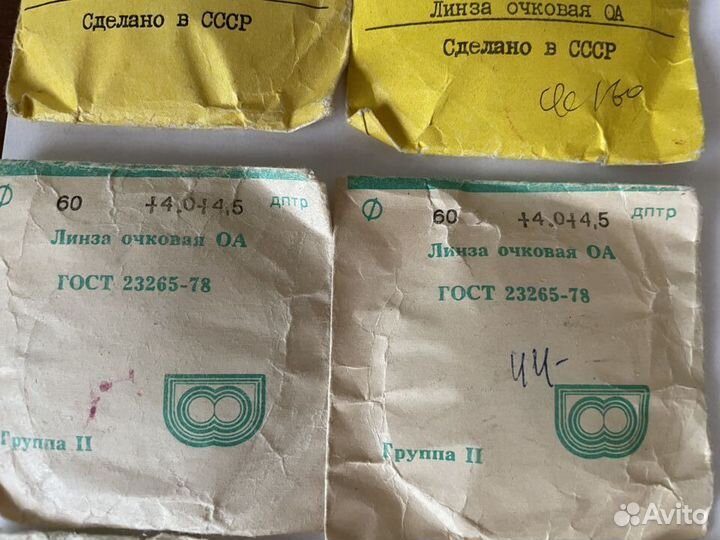 Сделано в СССР
Линза очковая ОА
Сделано в СССР
Ф 60 +4,0+4,5 дптр
Линза очковая ОА
ГОСТ 23265-78
Группа II
Ф 60 +4,0+4,5 дптр
Линза очковая ОА
ГОСТ 23265-78
Группа II
Avito